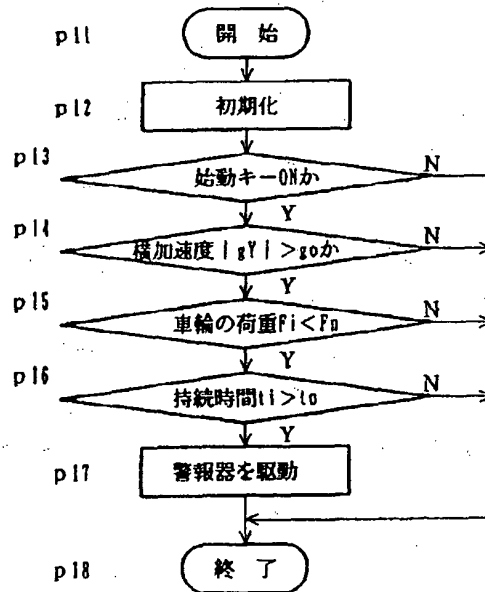 p11 開 始
p12 初期化
p13 始動キーONか N
Y
p14 横加速度|gYi|>goか N
Y
p15 車輪の荷重Fi<Fo N
Y
p16 持続時間ti>to N
Y
p17 警報器を駆動
p18 終 了